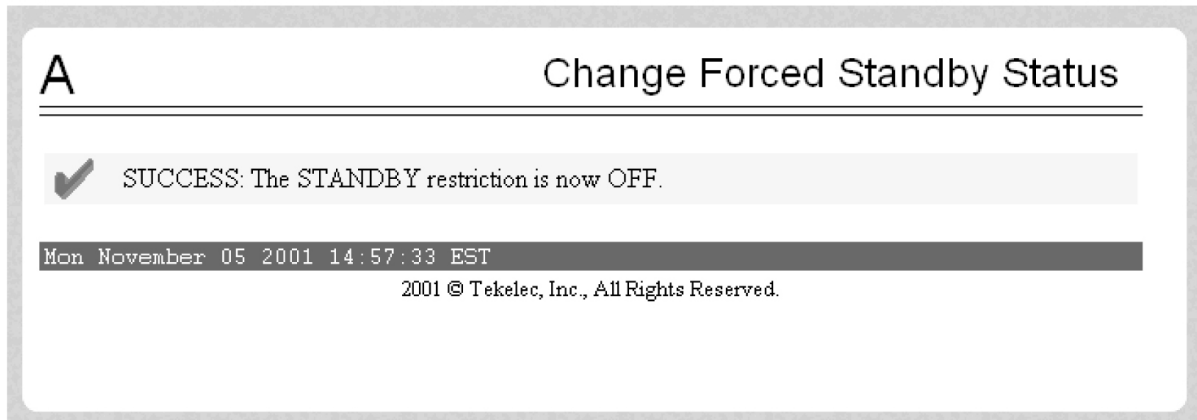 A
Change Forced Standby Status
SUCCESS: The STANDBY restriction is now OFF.
Mon November 05 2001 14:57:33 EST
2001 © Tekelec, Inc., All Rights Reserved.